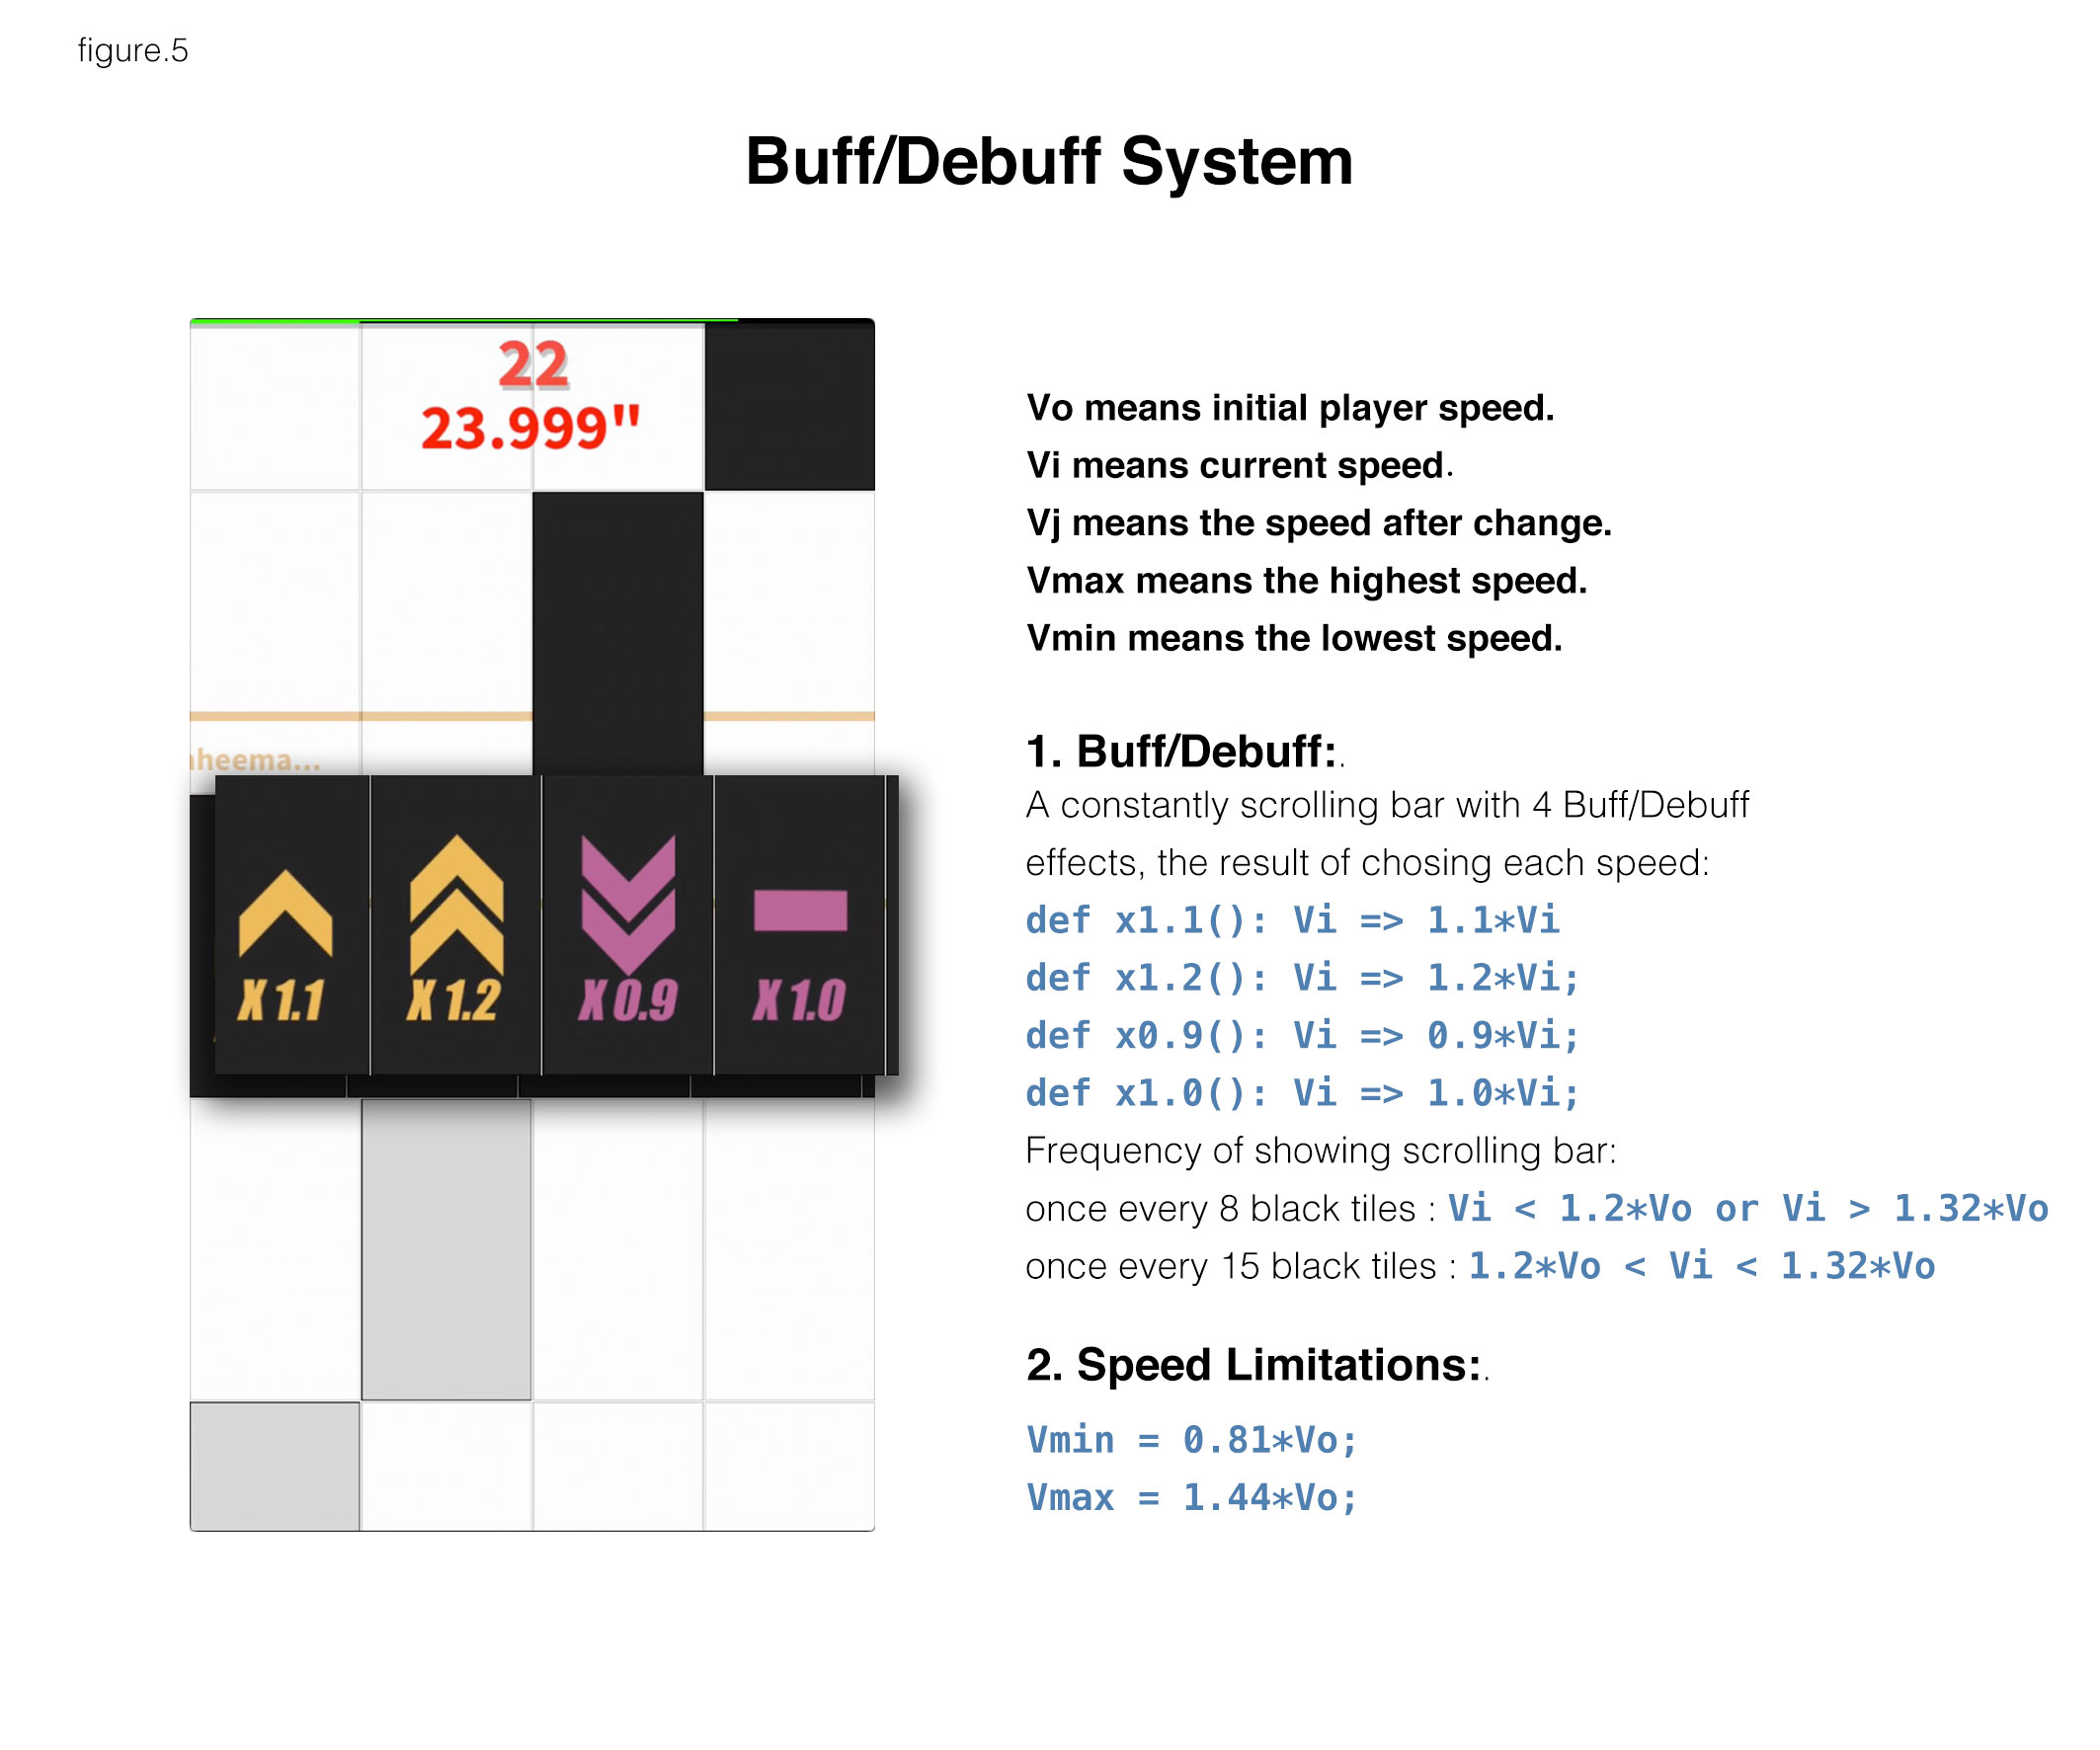 figure.5
Buff/Debuff System
22
23.999"
aheema...
X 1.1
X 1.2
X 0.9
X 1.0
Vo means initial player speed.
Vi means current speed.
Vj means the speed after change.
Vmax means the highest speed.
Vmin means the lowest speed.
1. Buff/Debuff:.
A constantly scrolling bar with 4 Buff/Debuff
effects, the result of chosing each speed:
def x1.1(): Vi => 1.1*Vi
def x1.2(): Vi => 1.2*Vi;
def x0.9(): Vi => 0.9*Vi;
def x1.0(): Vi => 1.0*Vi;
Frequency of showing scrolling bar:
once every 8 black tiles : Vi < 1.2*Vo or Vi > 1.32*Vo
once every 15 black tiles : 1.2*Vo < Vi < 1.32*Vo
2. Speed Limitations:.
Vmin = 0.81*Vo;
Vmax = 1.44*Vo;